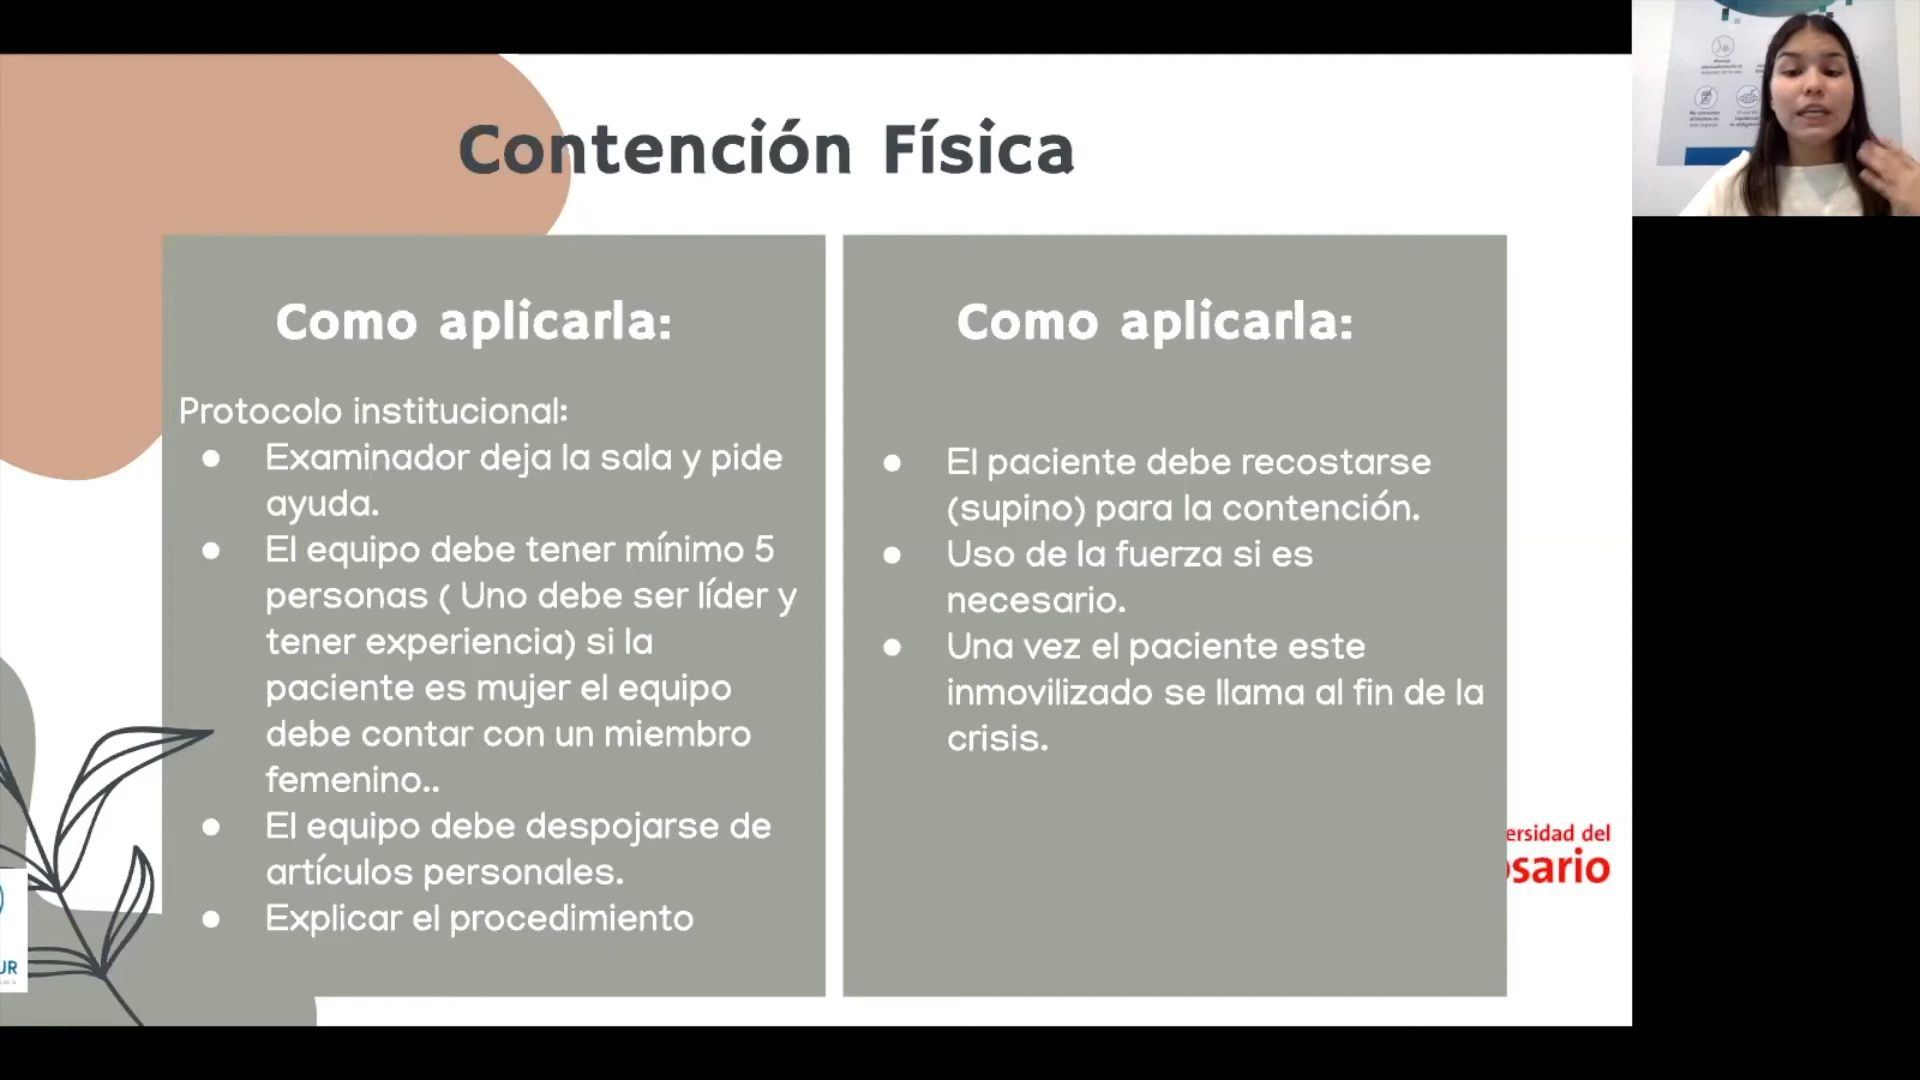 Contención Física
Como aplicarla:
Protocolo institucional:
● Examinador deja la sala y pide
ayuda.
● El equipo debe tener mínimo 5
personas ( Uno debe ser líder y
tener experiencia) si la
paciente es mujer el equipo
debe contar con un miembro
femenino..
● El equipo debe despojarse de
artículos personales.
● Explicar el procedimiento
Como aplicarla:
● El paciente debe recostarse
(supino) para la contención.
● Uso de la fuerza si es
necesario.
● Una vez el paciente este
inmovilizado se llama al fin de la
crisis.
ersidad del
osario
UR